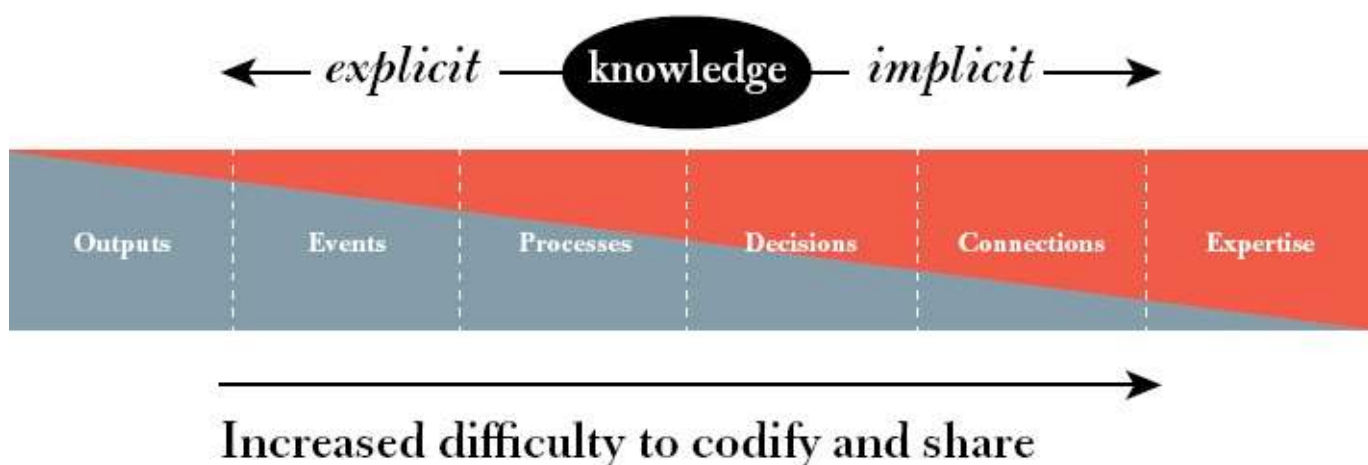 explicit knowledge implicit
Outputs Events Processes Decisions Connections Expertise
Increased difficulty to codify and share